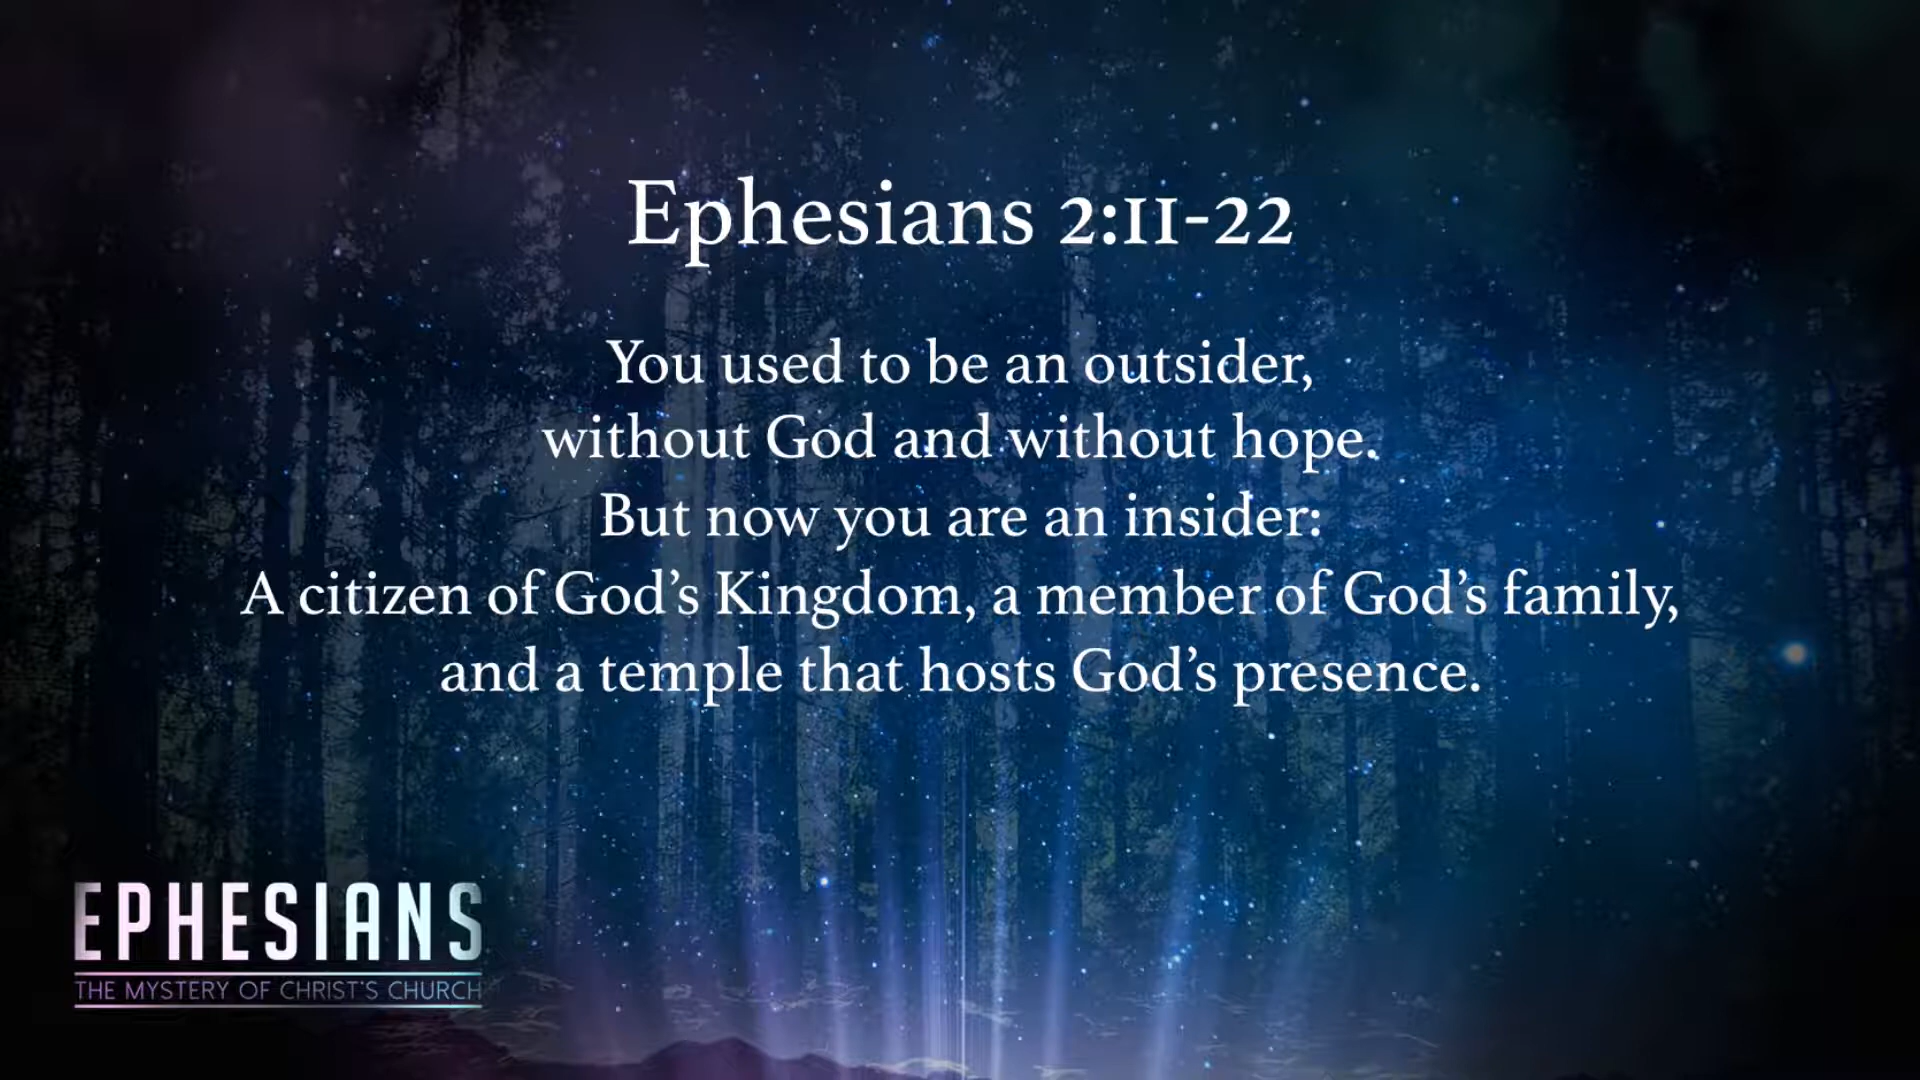 Ephesians 2:11-22
You used to be an outsider,
without God and without hope.
But now you are an insider:
A citizen of God’s Kingdom, a member of God’s family,
and a temple that hosts God’s presence.
EPHESIANS
THE MYSTERY OF CHRIST'S CHURCH